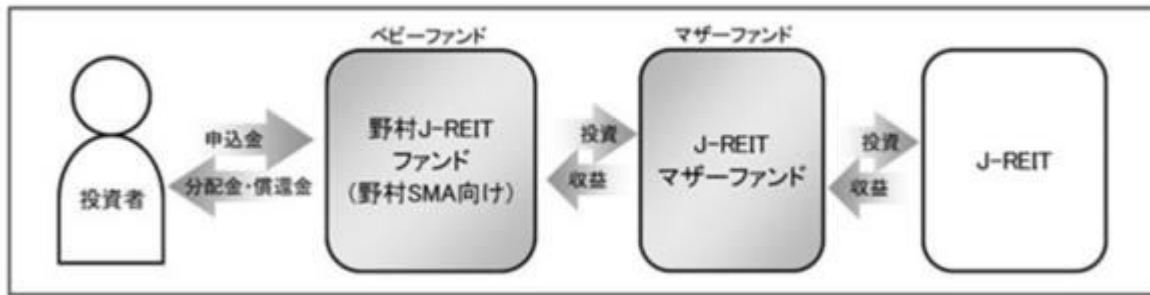 ベビーファンド
マザーファンド
投資者
申込金
分配金・償還金
野村J-REIT
ファンド
(野村SMA向け)
投資
収益
J-REIT
マザーファンド
投資
収益
J-REIT